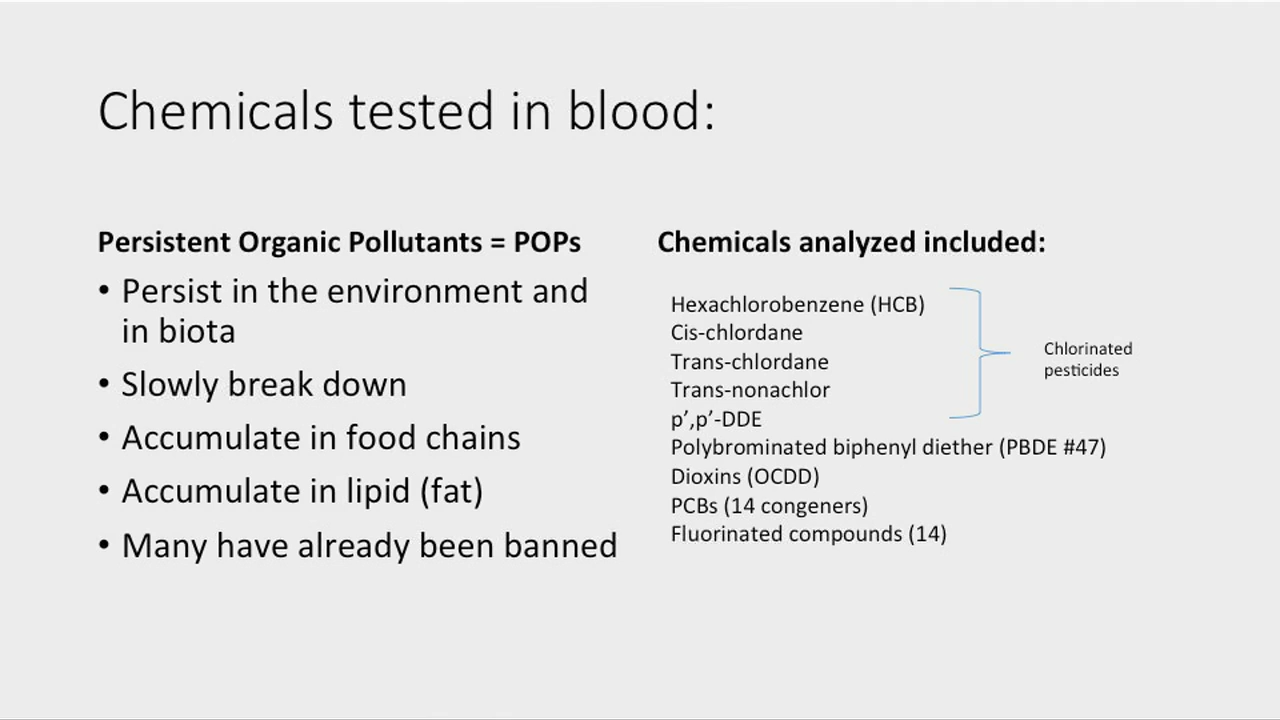 Chemicals tested in blood:
Persistent Organic Pollutants = POPs
• Persist in the environment and
in biota
• Slowly break down
• Accumulate in food chains
• Accumulate in lipid (fat)
• Many have already been banned
Chemicals analyzed included:
Hexachlorobenzene (HCB)
Cis-chlordane
Trans-chlordane
Trans-nonachlor
p’,p’-DDE
Polybrominated biphenyl diether (PBDE #47)
Dioxins (OCDD)
PCBs (14 congeners)
Fluorinated compounds (14)
Chlorinated
pesticides